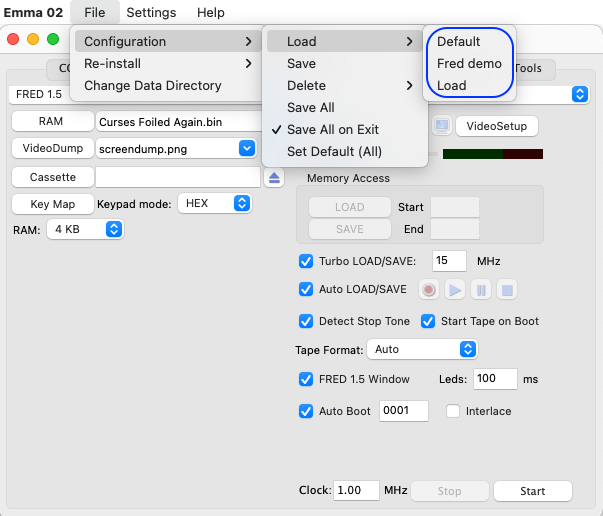 Emma 02 File Settings Help
Configuration
Re-install
Change Data Directory
Load
Save
Delete
Save All
Save All on Exit
Set Default (All)
Default
Fred demo
Load
Tools
FRED 1.5
RAM Curses Foiled Again.bin
VideoDump screendump.png
Cassette
Key Map Keypad mode: HEX
RAM: 4 KB
VideoSetup
Memory Access
LOAD Start
SAVE End
Turbo LOAD/SAVE: 15 MHz
Auto LOAD/SAVE
Detect Stop Tone Start Tape on Boot
Tape Format: Auto
FRED 1.5 Window Leds: 100 ms
Auto Boot 0001 Interlace
Clock: 1.00 MHz Stop Start